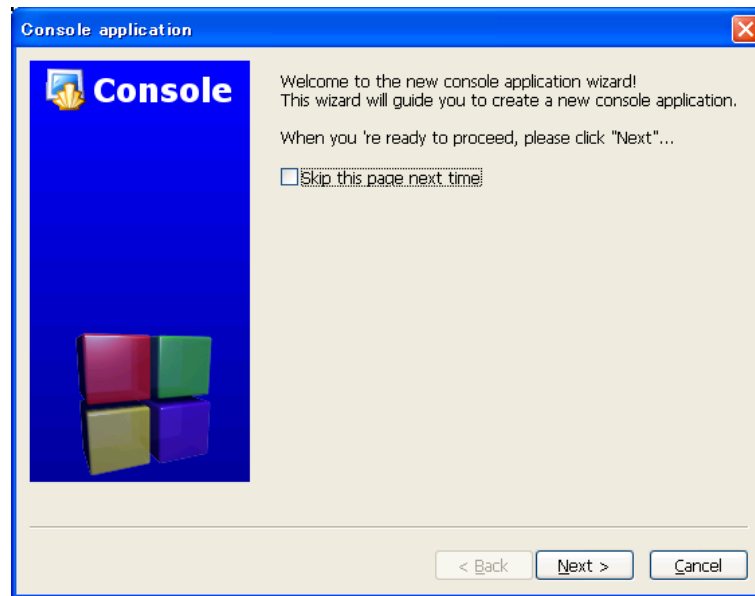 Console application
Console
Welcome to the new console application wizard!
This wizard will guide you to create a new console application.
When you 're ready to proceed, please click "Next"...
Skip this page next time
< Back
Next >
Cancel